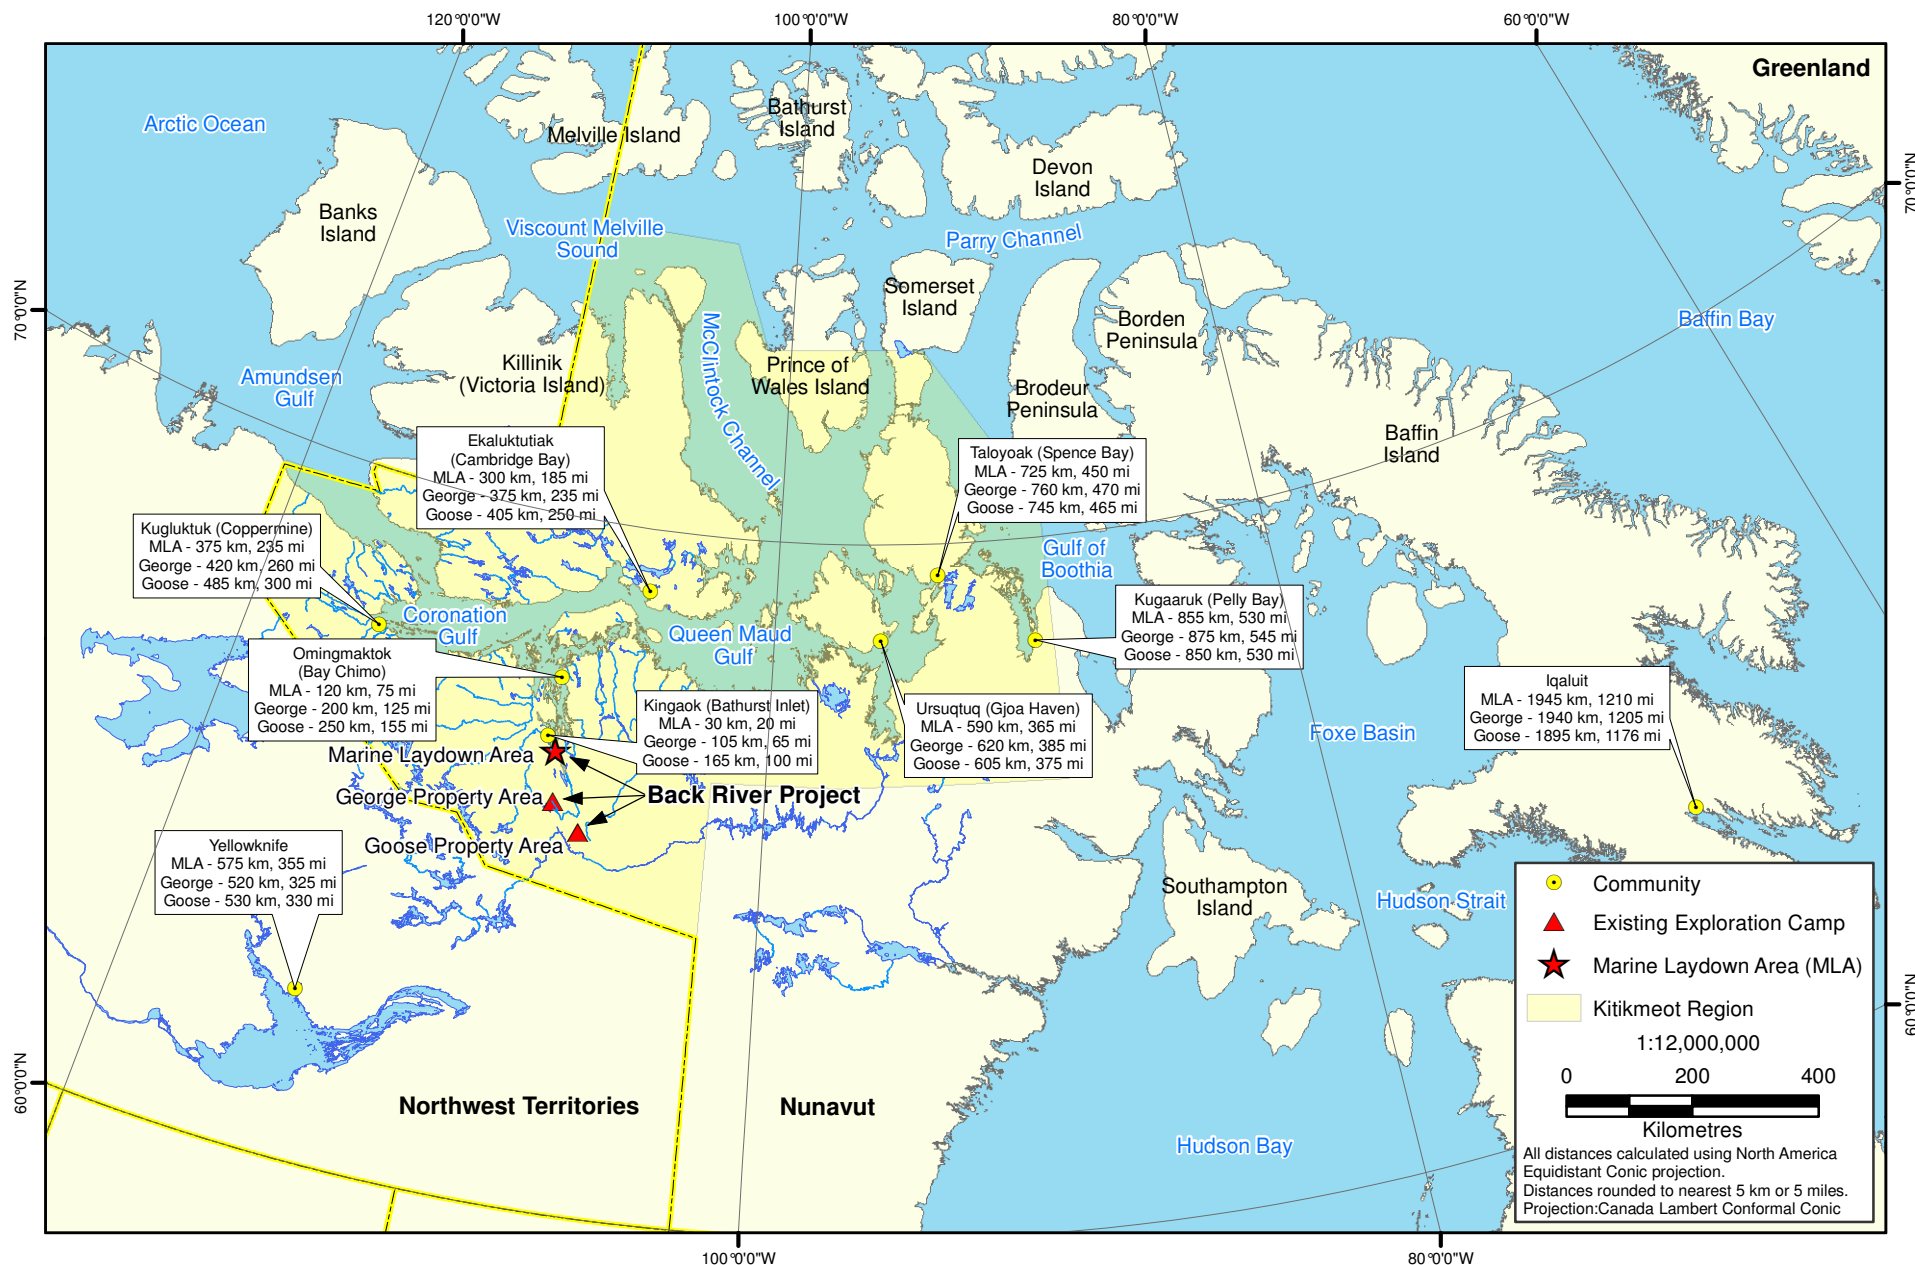 120°0'0"W
100°0'0"W
80°0'0"W
60°0'0"W
Greenland
Arctic Ocean
Bathurst
Island
Melville Island
Devon
Island
70°0'0"N
Banks
Island
Viscount Melville
Sound
Parry Channel
70°0'0"N
Somerset
Island
Borden
Peninsula
Baffin Bay
McClintock Channel
Killinik
(Victoria Island)
Prince of
Wales Island
Amundsen
Gulf
Brodeur
Peninsula
Baffin
Island
Ekaluktutiak
(Cambridge Bay)
MLA - 300 km, 185 mi
George - 375 km, 235 mi
Goose - 405 km, 250 mi
Taloyoak (Spence Bay)
MLA - 725 km, 450 mi
George - 760 km, 470 mi
Goose - 745 km, 465 mi
Kugluktuk (Coppermine)
MLA - 375 km, 235 mi
George - 420 km, 260 mi
Goose - 485 km, 300 mi
Gulf of
Boothia
Kugaaruk (Pelly Bay)
MLA - 855 km, 530 mi
George - 875 km, 545 mi
Goose - 850 km, 530 mi
Coronation
Gulf
Queen Maud
Gulf
Omingmaktok
(Bay Chimo)
MLA - 120 km, 75 mi
George - 200 km, 125 mi
Goose - 250 km, 155 mi
Kingaok (Bathurst Inlet)
MLA - 30 km, 20 mi
George - 105 km, 65 mi
Goose - 165 km, 100 mi
Ursuqtuq (Gjoa Haven)
MLA - 590 km, 365 mi
George - 620 km, 385 mi
Goose - 605 km, 375 mi
Iqaluit
MLA - 1945 km, 1210 mi
George - 1940 km, 1205 mi
Goose - 1895 km, 1176 mi
Foxe Basin
Marine Laydown Area
George Property Area
Back River Project
Goose Property Area
Yellowknife
MLA - 575 km, 355 mi
George - 520 km, 325 mi
Goose - 530 km, 330 mi
Southampton
Island
Hudson Strait
Community
Existing Exploration Camp
Marine Laydown Area (MLA)
Kitikmeot Region
1:12,000,000
0 200 400
Kilometres
All distances calculated using North America
Equidistant Conic projection.
Distances rounded to nearest 5 km or 5 miles.
Projection:Canada Lambert Conformal Conic
60°0'0"N
60°0'0"N
Northwest Territories
Nunavut
Hudson Bay
100°0'0"W
80°0'0"W